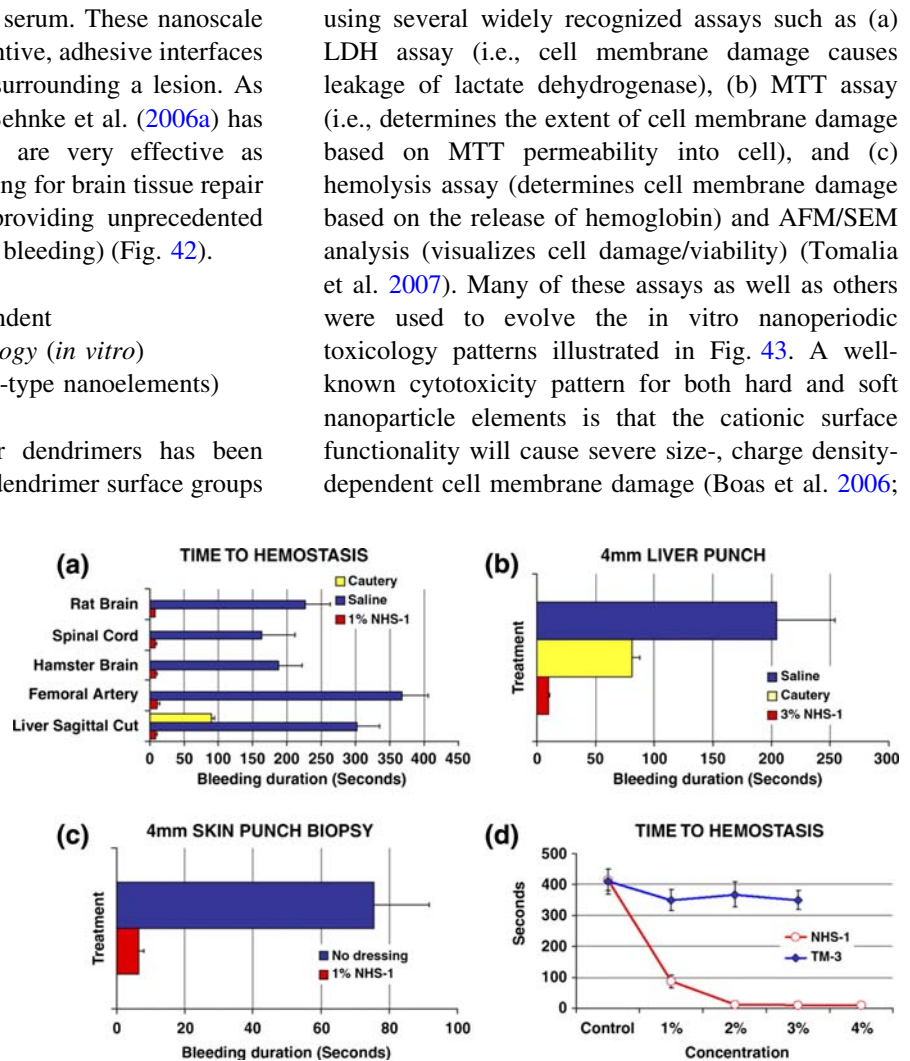 serum. These nanoscale
ntive, adhesive interfaces
surrounding a lesion. As
Behnke et al. (2006a) has
are very effective as
ng for brain tissue repair
providing unprecedented
bleeding) (Fig. 42).
ndent
ogy (in vitro)
-type nanoelements)
r dendrimers has been
dendrimer surface groups
using several widely recognized assays such as (a)
LDH assay (i.e., cell membrane damage causes
leakage of lactate dehydrogenase), (b) MTT assay
(i.e., determines the extent of cell membrane damage
based on MTT permeability into cell), and (c)
hemolysis assay (determines cell membrane damage
based on the release of hemoglobin) and AFM/SEM
analysis (visualizes cell damage/viability) (Tomalia
et al. 2007). Many of these assays as well as others
were used to evolve the in vitro nanoperiodic
toxicology patterns illustrated in Fig. 43. A well-
known cytotoxicity pattern for both hard and soft
nanoparticle elements is that the cationic surface
functionality will cause severe size-, charge density-
dependent cell membrane damage (Boas et al. 2006;
(a)
TIME TO HEMOSTASIS
Cautery
Saline
1% NHS-1
Rat Brain
Spinal Cord
Hamster Brain
Femoral Artery
Liver Sagittal Cut
0 50 100 150 200 250 300 350 400 450
Bleeding duration (Seconds)
(b)
4mm LIVER PUNCH
Treatment
Saline
Cautery
3% NHS-1
0 50 100 150 200 250 300
Bleeding duration (Seconds)
(c)
4mm SKIN PUNCH BIOPSY
Treatment
No dressing
1% NHS-1
0 20 40 60 80 100
Bleeding duration (Seconds)
(d)
TIME TO HEMOSTASIS
Seconds
500
400
300
200
100
0
NHS-1
TM-3
Control 1% 2% 3% 4%
Concentration